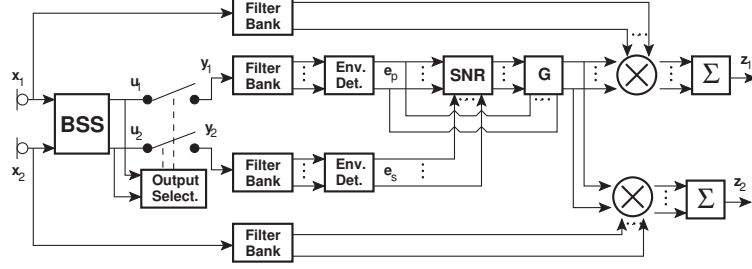 Filter
Bank
x1
u1
y1
Filter
Bank
Env.
Det.
ep
SNR
G
Σ
z1
BSS
u2
y2
x2
Output
Select.
Filter
Bank
Env.
Det.
es
Σ
z2
Filter
Bank